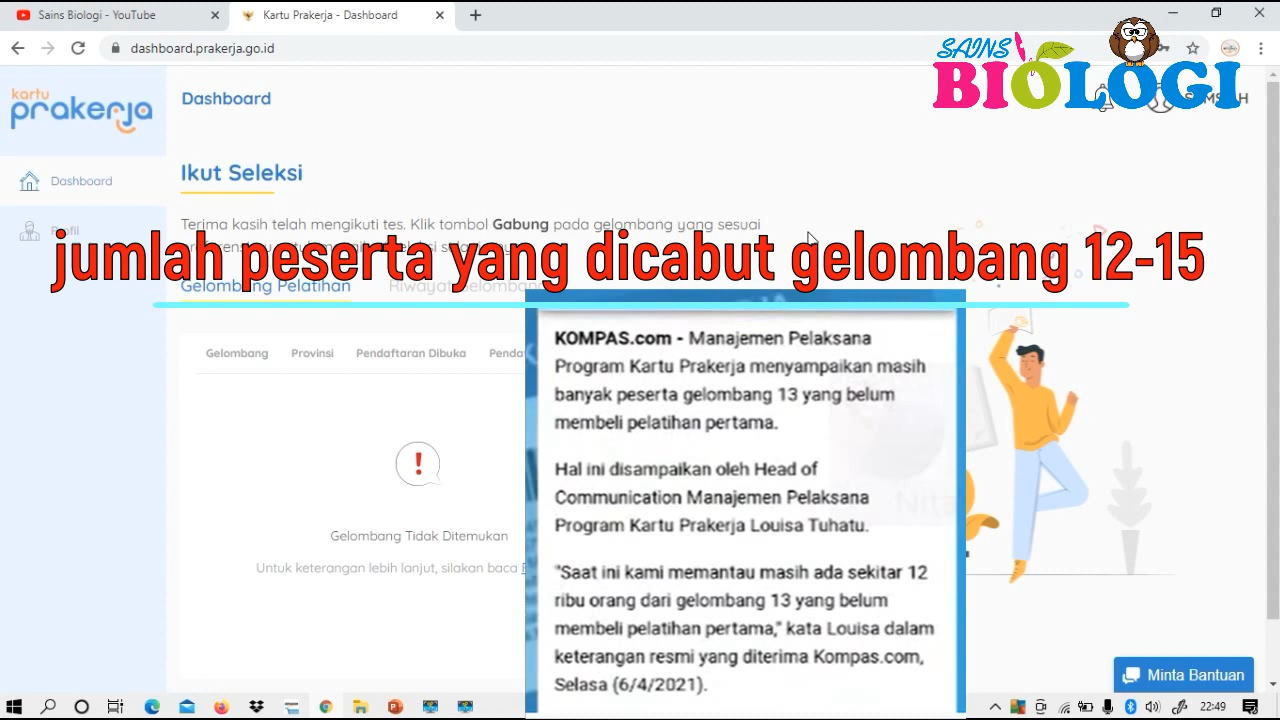 Sains Biologi - YouTube
Kartu Prakerja - Dashboard
dashboard.prakerja.go.id
SAINS
BIOLOGI
kartu
prakerja
Dashboard
Dashboard
Profil
Ikut Seleksi
Terima kasih telah mengikuti tes. Klik tombol Gabung pada gelombang yang sesuai
jumlah peserta yang dicabut gelombang 12-15
Gelombang Pelatihan
Riwayat Gelombang
Gelombang
Provinsi
Pendaftaran Dibuka
Penda
Gelombang Tidak Ditemukan
Untuk keterangan lebih lanjut, silakan baca
KOMPAS.com - Manajemen Pelaksana
Program Kartu Prakerja menyampaikan masih
banyak peserta gelombang 13 yang belum
membeli pelatihan pertama.
Hal ini disampaikan oleh Head of
Communication Manajemen Pelaksana
Program Kartu Prakerja Louisa Tuhatu.
"Saat ini kami memantau masih ada sekitar 12
ribu orang dari gelombang 13 yang belum
membeli pelatihan pertama," kata Louisa dalam
keterangan resmi yang diterima Kompas.com,
Selasa (6/4/2021).
Nita
Minta Bantuan
22:49